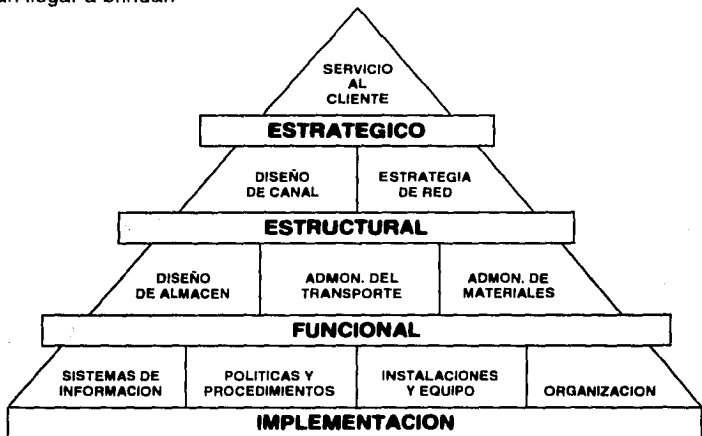 llegar a brindar.
SERVICIO
AL
CLIENTE
ESTRATEGICO
DISEÑO
DE CANAL
ESTRATEGIA
DE RED
ESTRUCTURAL
DISEÑO
DE ALMACEN
ADMON. DEL
TRANSPORTE
ADMON. DE
MATERIALES
FUNCIONAL
SISTEMAS DE
INFORMACION
POLITICAS Y
PROCEDIMIENTOS
INSTALACIONES
Y EQUIPO
ORGANIZACION
IMPLEMENTACION